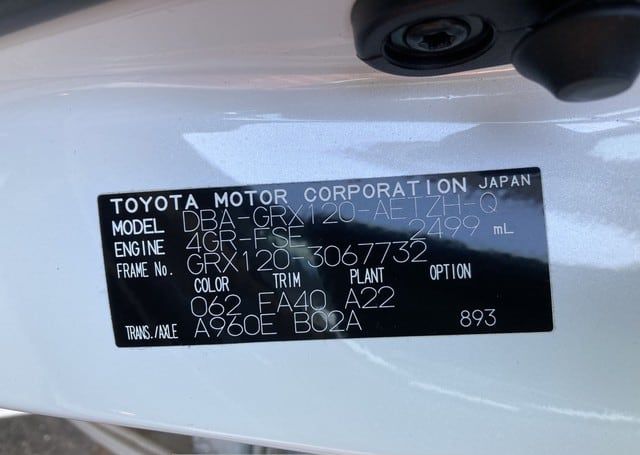 TOYOTA MOTOR CORPORATION JAPAN
MODEL DBA-GRX120-AETZH-Q
ENGINE 4GR-FSE 2499 mL
FRAME No. GRX120-3067732
COLOR TRIM PLANT OPTION
062 FA40 A22
TRANS./AXLE A960E B02A 893